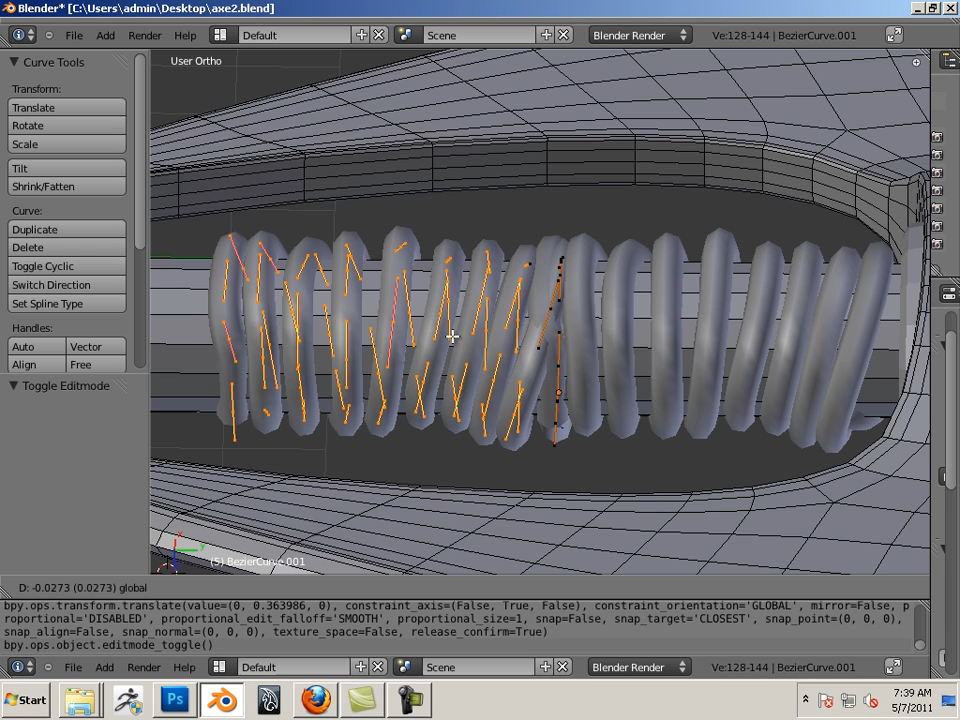 Blender* [C:\Users\admin\Desktop\axe2.blend]
File Add Render Help Default Scene Blender Render Ve:128-144 | BezierCurve.001
Curve Tools
Transform:
Translate
Rotate
Scale
Tilt
Shrink/Fatten
Curve:
Duplicate
Delete
Toggle Cyclic
Switch Direction
Set Spline Type
Handles:
Auto Vector
Align Free
Toggle Editmode
User Ortho
(5) BezierCurve.001
D: -0.0273 (0.0273) global
bpy.ops.transform.translate(value=(0, 0.363986, 0), constraint_axis=(False, True, False), constraint_orientation='GLOBAL', mirror=False, p
roportional='DISABLED', proportional_edit_falloff='SMOOTH', proportional_size=1, snap=False, snap_target='CLOSEST', snap_point=(0, 0, 0),
snap_align=False, snap_normal=(0, 0, 0), texture_space=False, release_confirm=True)
bpy.ops.object.editmode_toggle()
File Add Render Help Default Scene Blender Render Ve:128-144 | BezierCurve.001
Start Ps 7:39 AM
5/7/2011